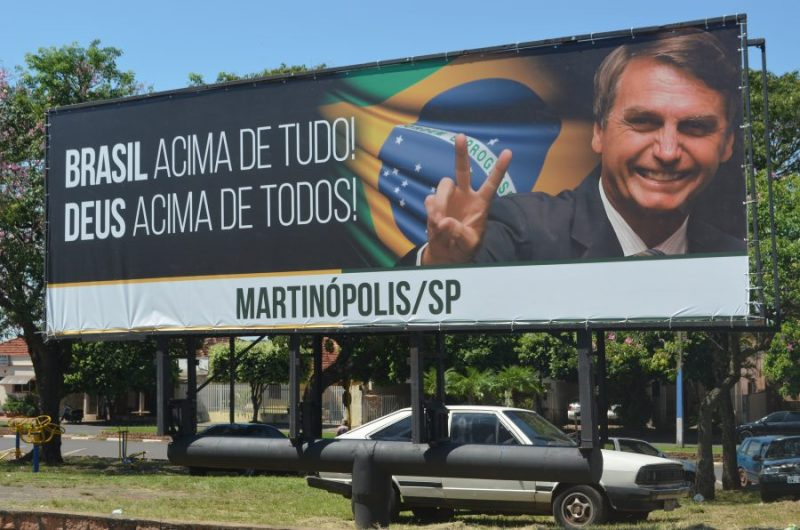 BRASIL ACIMA DE TUDO!
DEUS ACIMA DE TODOS!
MARTINÓPOLIS/SP